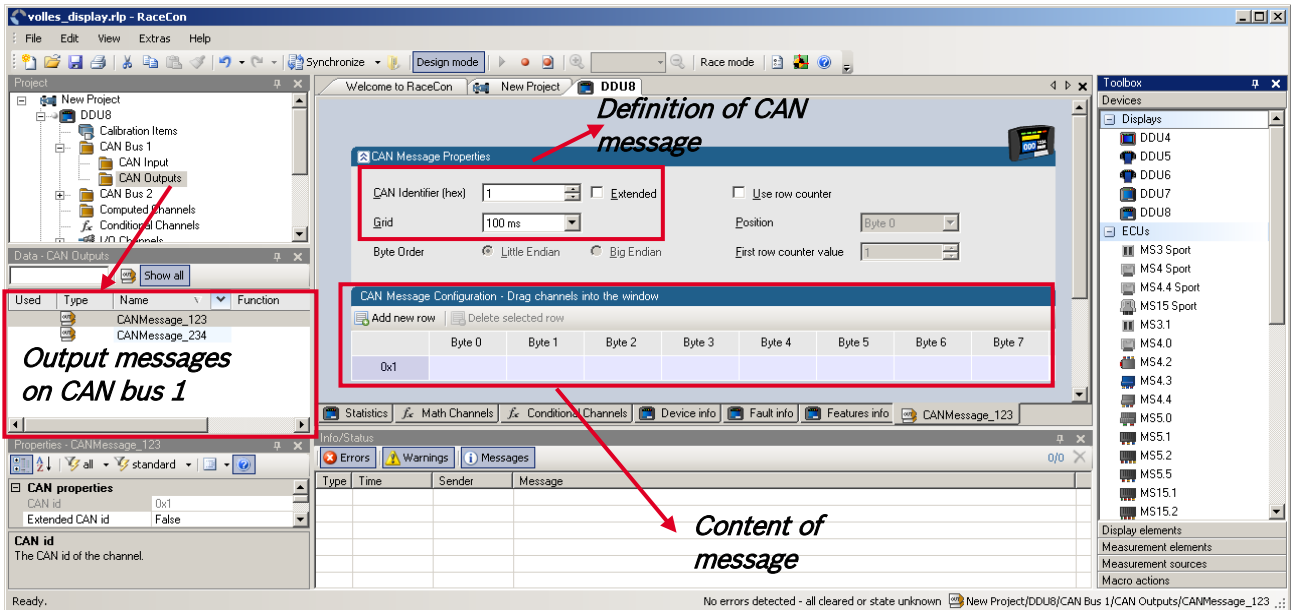 volles_display.rlp - RaceCon
File Edit View Extras Help
Synchronize Design mode Race mode
Project
New Project
DDU8
Calibration Items
CAN Bus 1
CAN Input
CAN Outputs
CAN Bus 2
Computed Channels
fx Conditional Channels
I/O Channels
Data - CAN Outputs
Show all
Used Type Name Function
CANMessage_123
CANMessage_234
Output messages
on CAN bus 1
Properties - CANMessage_123
all standard
CAN properties
CAN id 0x1
Extended CAN id False
CAN id
The CAN id of the channel.
Welcome to RaceCon New Project DDU8
Definition of CAN
message
CAN Message Properties
CAN Identifier (hex) 1 Extended Use row counter
Grid 100 ms Position Byte 0
Byte Order Little Endian Big Endian First row counter value 1
CAN Message Configuration - Drag channels into the window
Add new row Delete selected row
Byte 0 Byte 1 Byte 2 Byte 3 Byte 4 Byte 5 Byte 6 Byte 7
0x1
Statistics fx Math Channels fx Conditional Channels Device info Fault info Features info CANMessage_123
Info/Status
Errors Warnings Messages 0/0
Type Time Sender Message
Content of
message
Toolbox
Devices
Displays
DDU4
DDU5
DDU6
DDU7
DDU8
ECUs
MS3 Sport
MS4 Sport
MS4.4 Sport
MS15 Sport
MS3.1
MS4.0
MS4.2
MS4.3
MS4.4
MS5.0
MS5.1
MS5.2
MS5.5
MS15.1
MS15.2
Display elements
Measurement elements
Measurement sources
Macro actions
Ready. No errors detected - all cleared or state unknown New Project/DDU8/CAN Bus 1/CAN Outputs/CANMessage_123